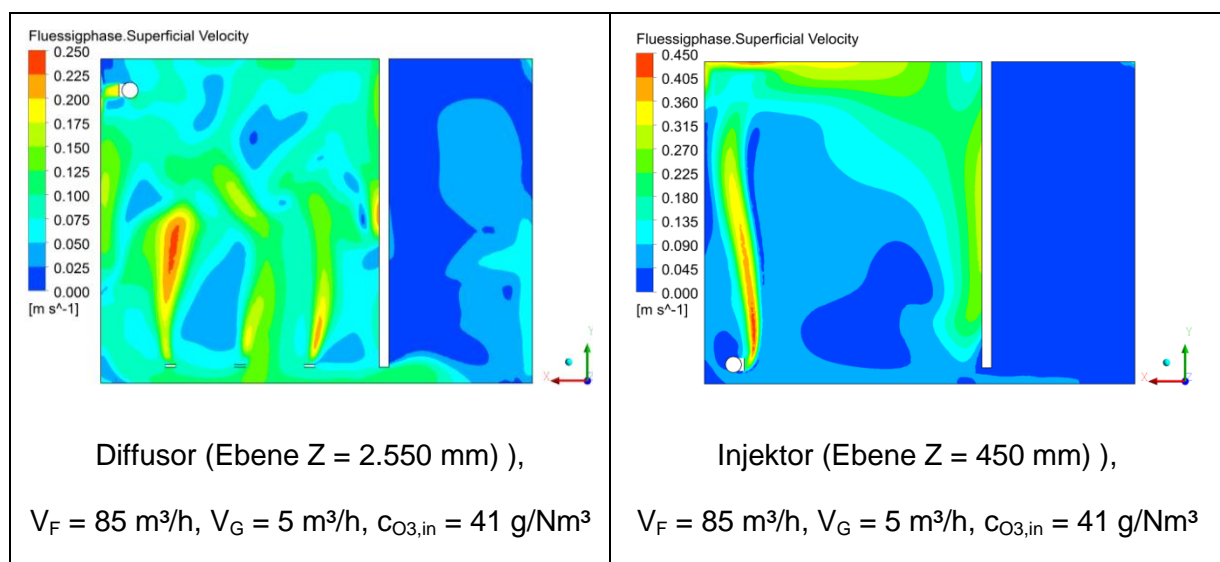 Fluessigphase.Superficial Velocity
0.250
0.225
0.200
0.175
0.150
0.125
0.100
0.075
0.050
0.025
0.000
[m s^-1]
X
Y
Z
Diffusor (Ebene Z = 2.550 mm) ),
V_F = 85 m³/h, V_G = 5 m³/h, c_O3,in = 41 g/Nm³
Fluessigphase.Superficial Velocity
0.450
0.405
0.360
0.315
0.270
0.225
0.180
0.135
0.090
0.045
0.000
[m s^-1]
X
Y
Z
Injektor (Ebene Z = 450 mm) ),
V_F = 85 m³/h, V_G = 5 m³/h, c_O3,in = 41 g/Nm³